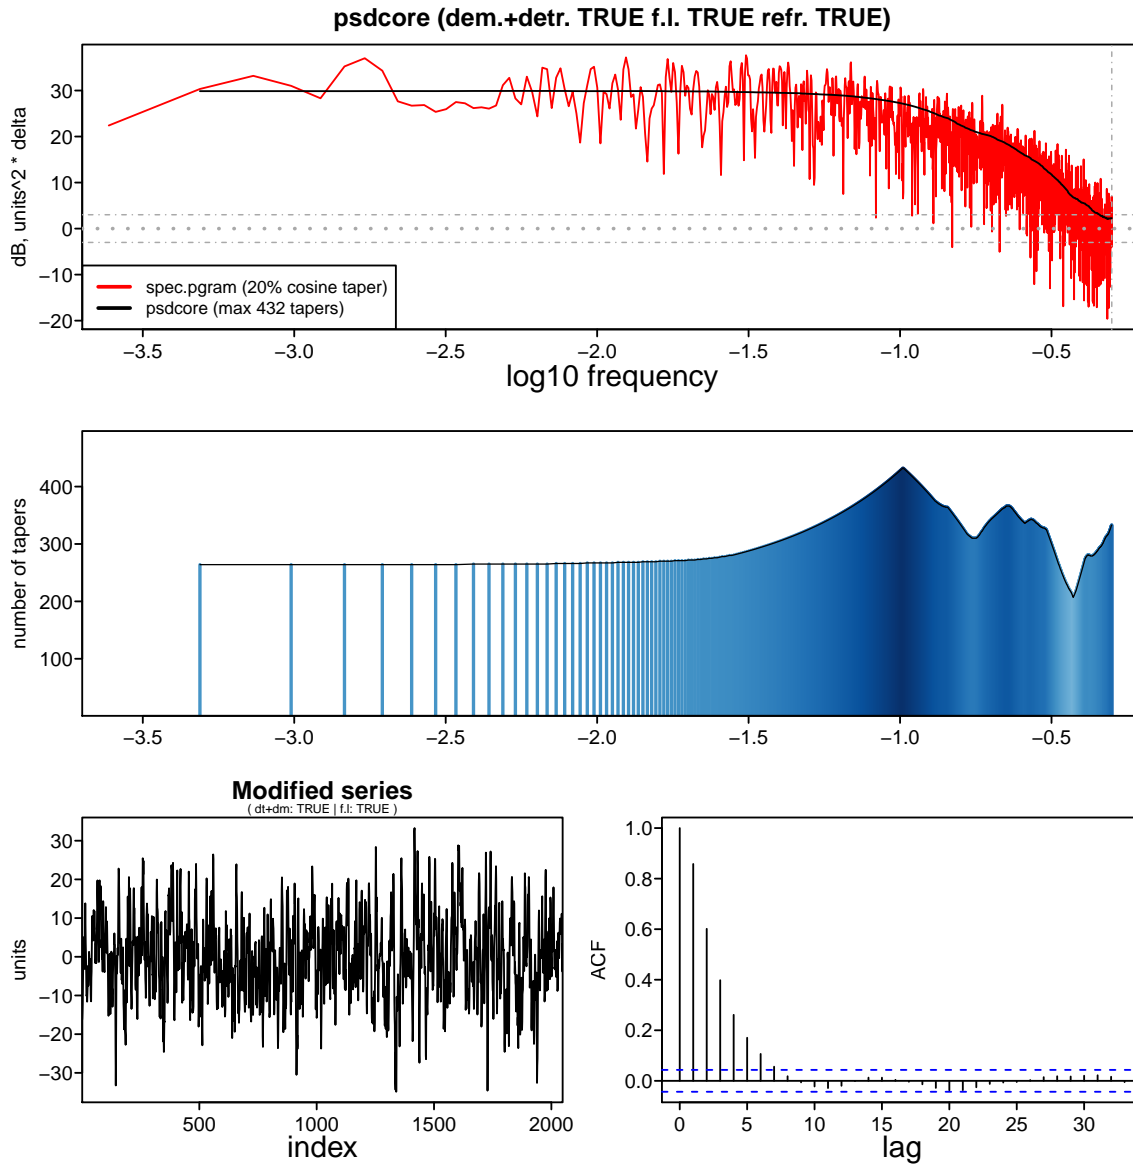 psdcore (dem.+detr. TRUE f.l. TRUE refr. TRUE)
dB, units^2 * delta
30
20
10
0
−10
−20
spec.pgram (20% cosine taper)
psdcore (max 432 tapers)
−3.5 −3.0 −2.5 −2.0 −1.5 −1.0 −0.5
log10 frequency
number of tapers
400
300
200
100
−3.5 −3.0 −2.5 −2.0 −1.5 −1.0 −0.5
Modified series
( dt+dm: TRUE | f.l: TRUE )
units
30
20
10
0
−10
−20
−30
500 1000 1500 2000
index
ACF
1.0
0.8
0.6
0.4
0.2
0.0
0 5 10 15 20 25 30
lag